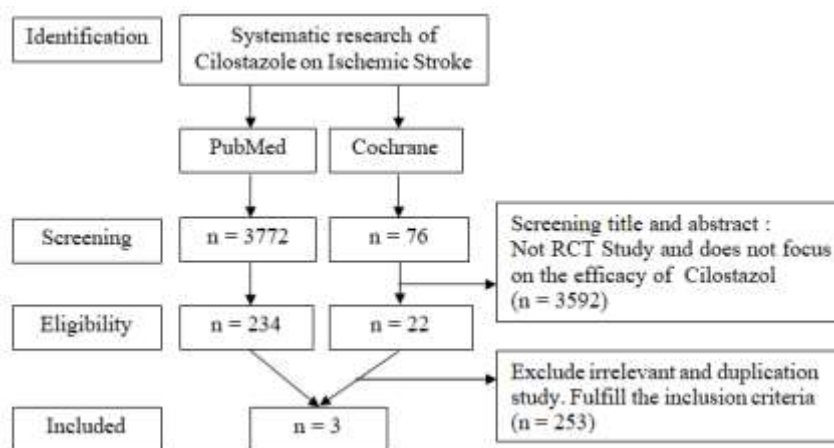 Identification
Systematic research of
Cilostazole on Ischemic Stroke
PubMed
Cochrane
Screening
n = 3772
n = 76
Screening title and abstract :
Not RCT Study and does not focus
on the efficacy of Cilostazol
(n = 3592)
Eligibility
n = 234
n = 22
Exclude irrelevant and duplication
study. Fulfill the inclusion criteria
(n = 253)
Included
n = 3